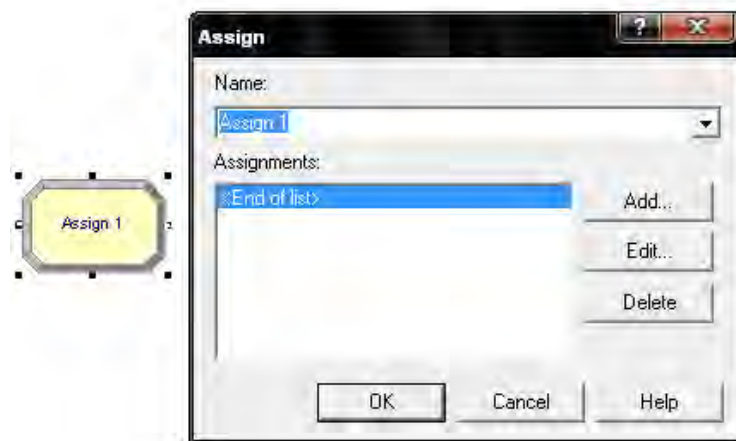 Assign
?
X
Name:
Assign 1
Assignments:
<End of list>
Add...
Edit...
Delete
Assign 1
OK
Cancel
Help